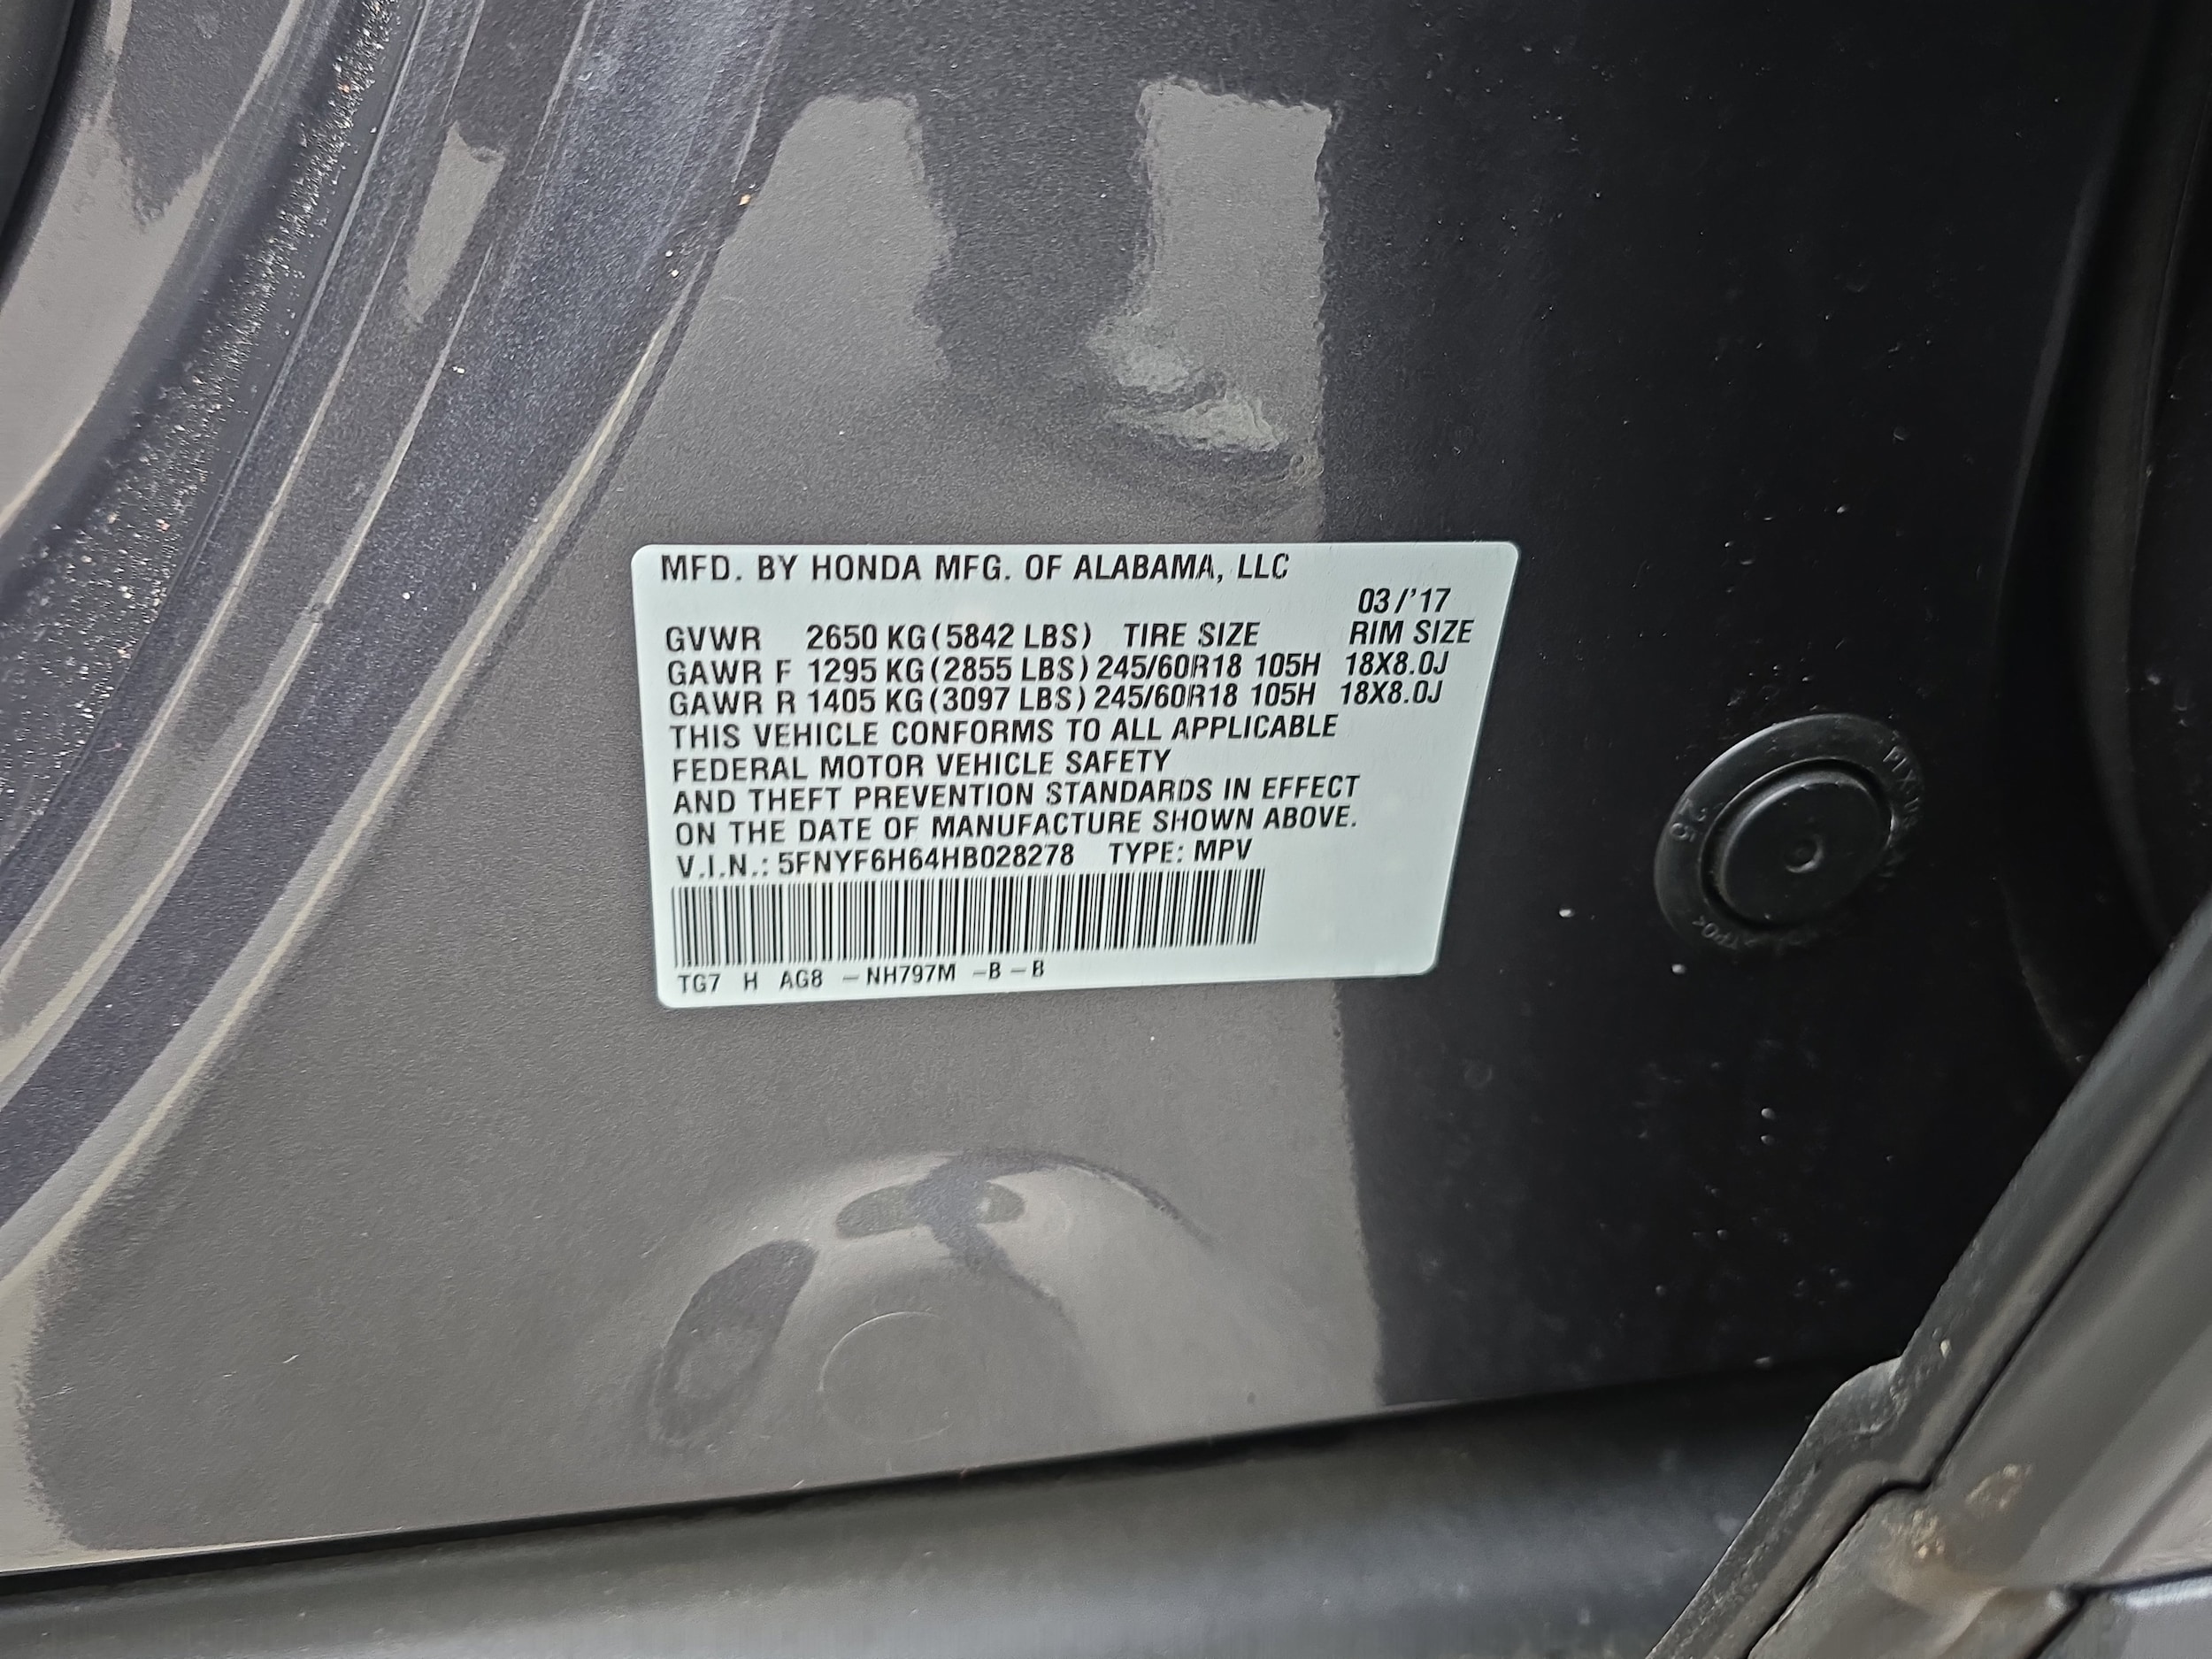 MFD. BY HONDA MFG. OF ALABAMA, LLC
03/'17
GVWR 2650 KG (5842 LBS) TIRE SIZE RIM SIZE
GAWR F 1295 KG (2855 LBS) 245/60R18 105H 18X8.0J
GAWR R 1405 KG (3097 LBS) 245/60R18 105H 18X8.0J
THIS VEHICLE CONFORMS TO ALL APPLICABLE
FEDERAL MOTOR VEHICLE SAFETY
AND THEFT PREVENTION STANDARDS IN EFFECT
ON THE DATE OF MANUFACTURE SHOWN ABOVE.
V.I.N.: 5FNYF6H64HB028278 TYPE: MPV
TG7 H AG8 – NH797M – B – B
26